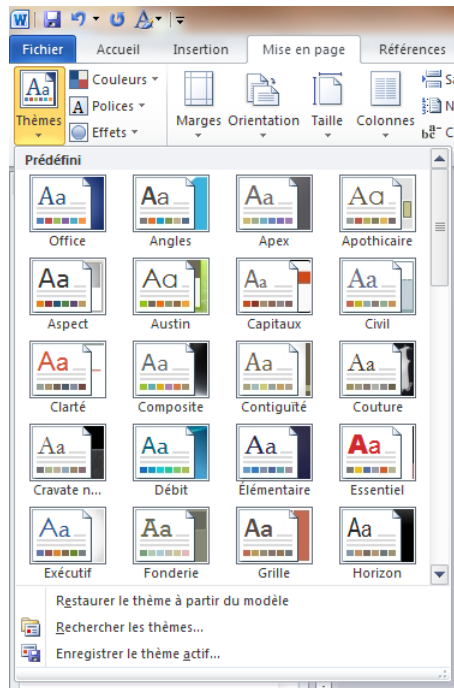 W
Fichier Accueil Insertion Mise en page Références
Aa Couleurs
A Polices
Thèmes Effets Marges Orientation Taille Colonnes
Prédéfini
Aa Aa Aa Aa
Office Angles Apex Apothicaire
Aa Aa Aa Aa
Aspect Austin Capitaux Civil
Aa Aa Aa Aa
Clarté Composite Contiguïté Couture
Aa Aa Aa Aa
Cravate n... Débit Élémentaire Essentiel
Aa Aa Aa Aa
Exécutif Fonderie Grille Horizon
Restaurer le thème à partir du modèle
Rechercher les thèmes...
Enregistrer le thème actif...